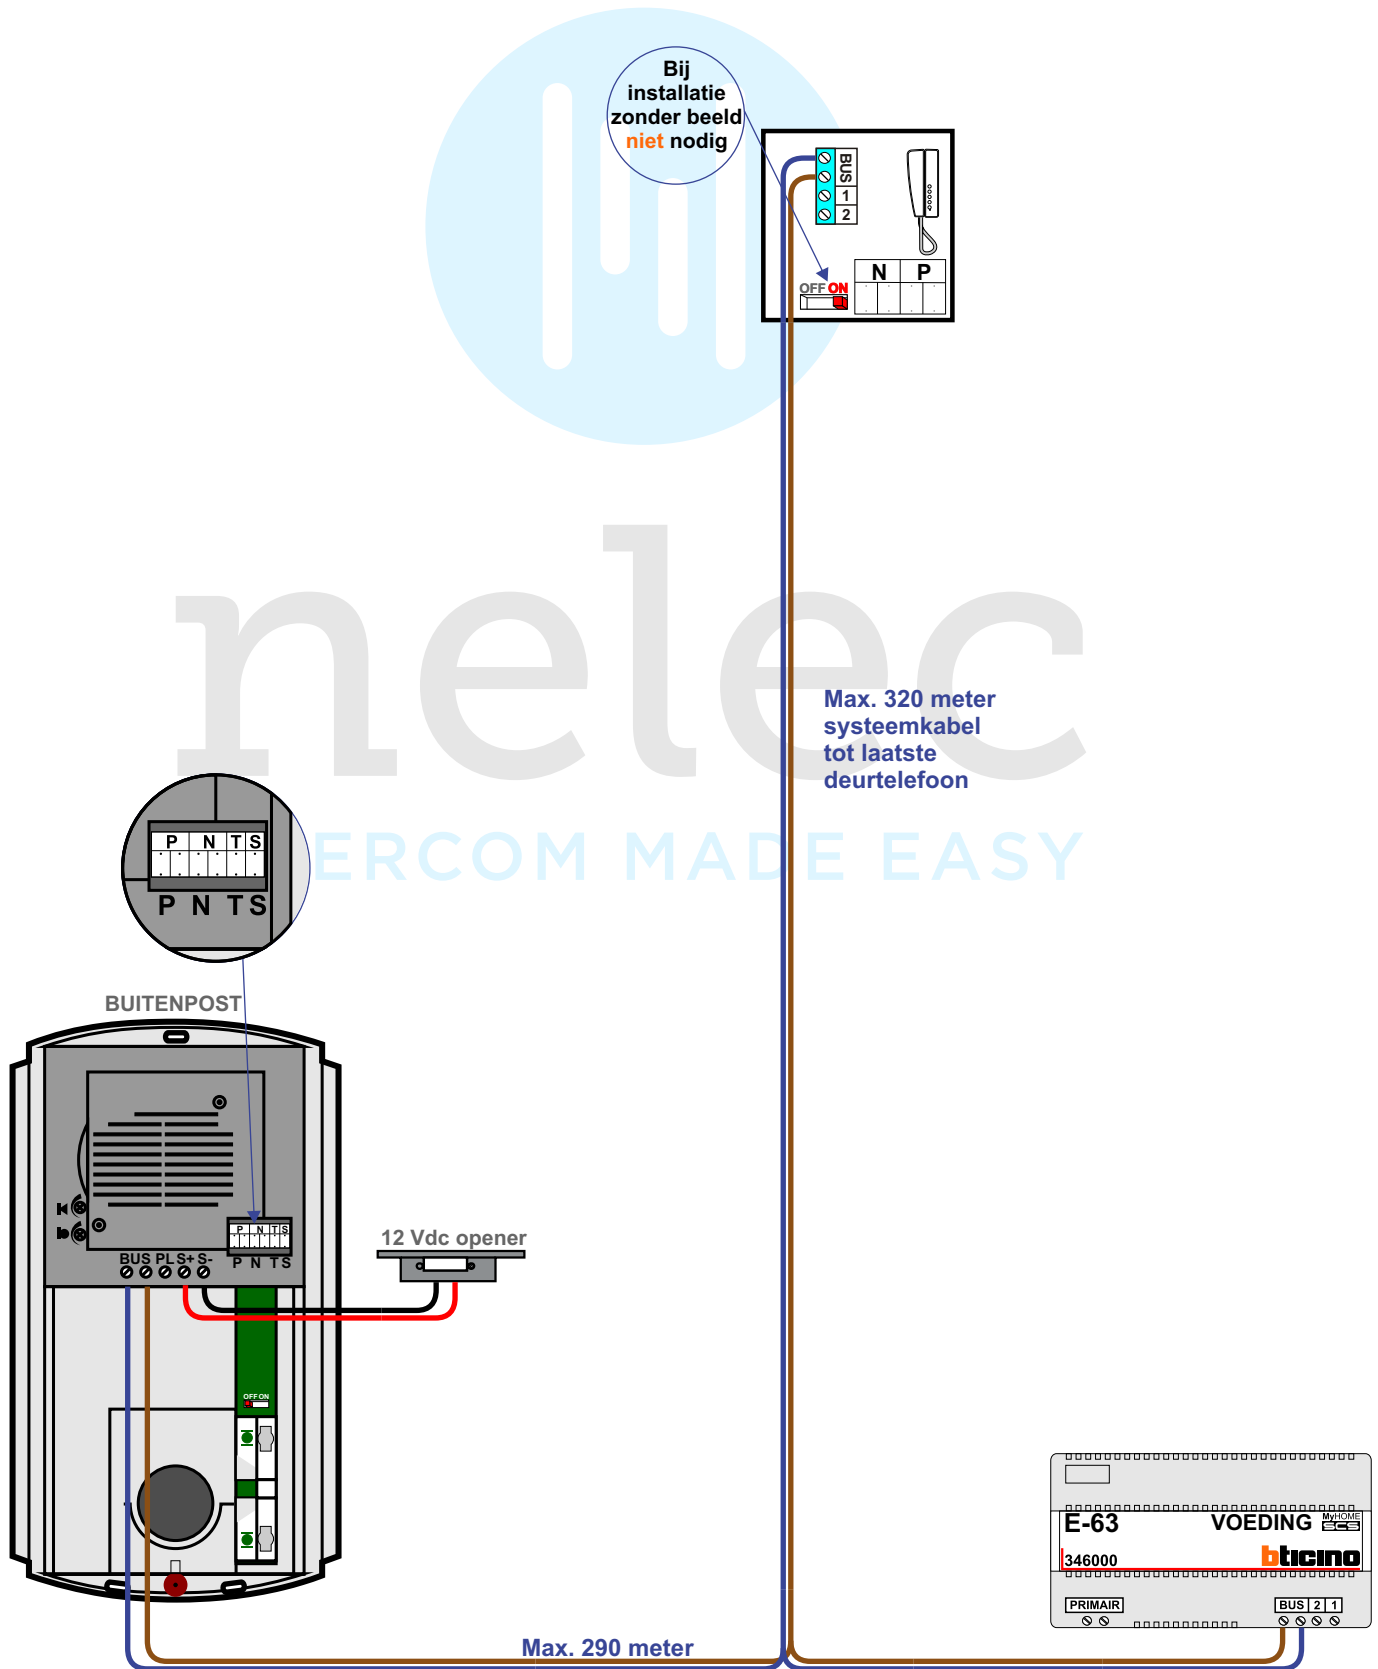 Bij
installatie
zonder beeld
niet nodig
BUS
1
2
N P
OFF ON
nelec
Max. 320 meter
systeemkabel
tot laatste
deurtelefoon
ERCOM MADE EASY
P N T S
P N T S
BUITENPOST
P N T S
BUS PL S+ S-
P N T S
12 Vdc opener
OFF ON
E-63
VOEDING
MyHOME
SCS
346000
bticino
PRIMAIR
BUS 2 1
Max. 290 meter